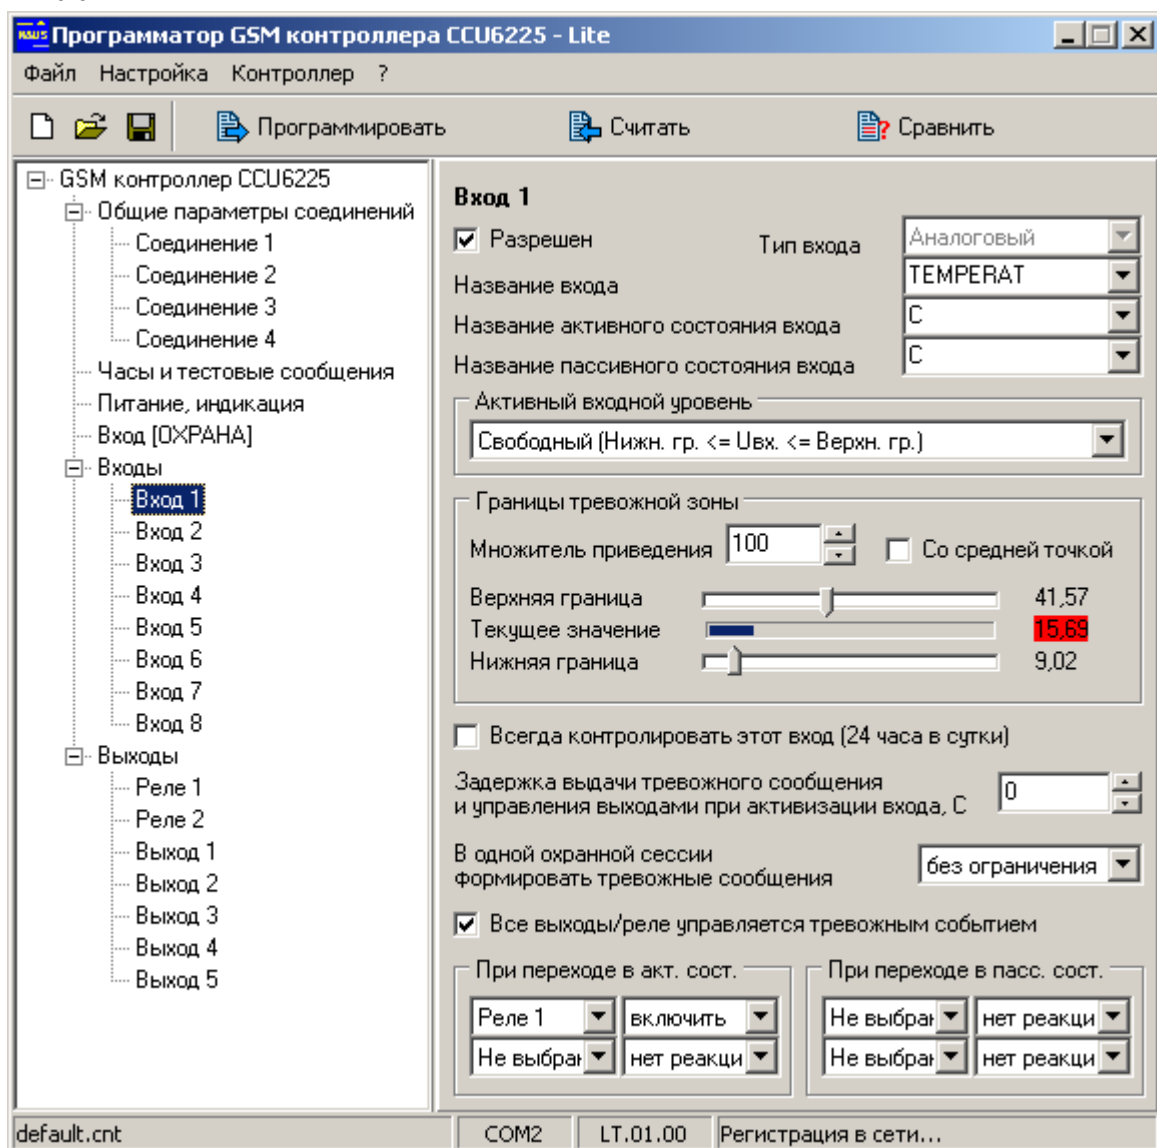 Программатор GSM контроллера CCU6225 - Lite
Файл Настройка Контроллер ?
Программировать Считать Сравнить
GSM контроллер CCU6225
Общие параметры соединений
Соединение 1
Соединение 2
Соединение 3
Соединение 4
Часы и тестовые сообщения
Питание, индикация
Вход [ОХРАНА]
Входы
Вход 1
Вход 2
Вход 3
Вход 4
Вход 5
Вход 6
Вход 7
Вход 8
Выходы
Реле 1
Реле 2
Выход 1
Выход 2
Выход 3
Выход 4
Выход 5
Вход 1
Разрешен Тип входа Аналоговый
Название входа TEMPERAT
Название активного состояния входа C
Название пассивного состояния входа C
Активный входной уровень
Свободный (Нижн. гр. <= Uвх. <= Верхн. гр.)
Границы тревожной зоны
Множитель приведения 100 Со средней точкой
Верхняя граница 41,57
Текущее значение 15,69
Нижняя граница 9,02
Всегда контролировать этот вход (24 часа в сутки)
Задержка выдачи тревожного сообщения
и управления выходами при активизации входа, С 0
В одной охранной сессии
формировать тревожные сообщения без ограничения
Все выходы/реле управляется тревожным событием
При переходе в акт. сост. При переходе в пасс. сост.
Реле 1 включить Не выбран нет реакци
Не выбран нет реакци Не выбран нет реакци
default.cnt COM2 LT.01.00 Регистрация в сети...